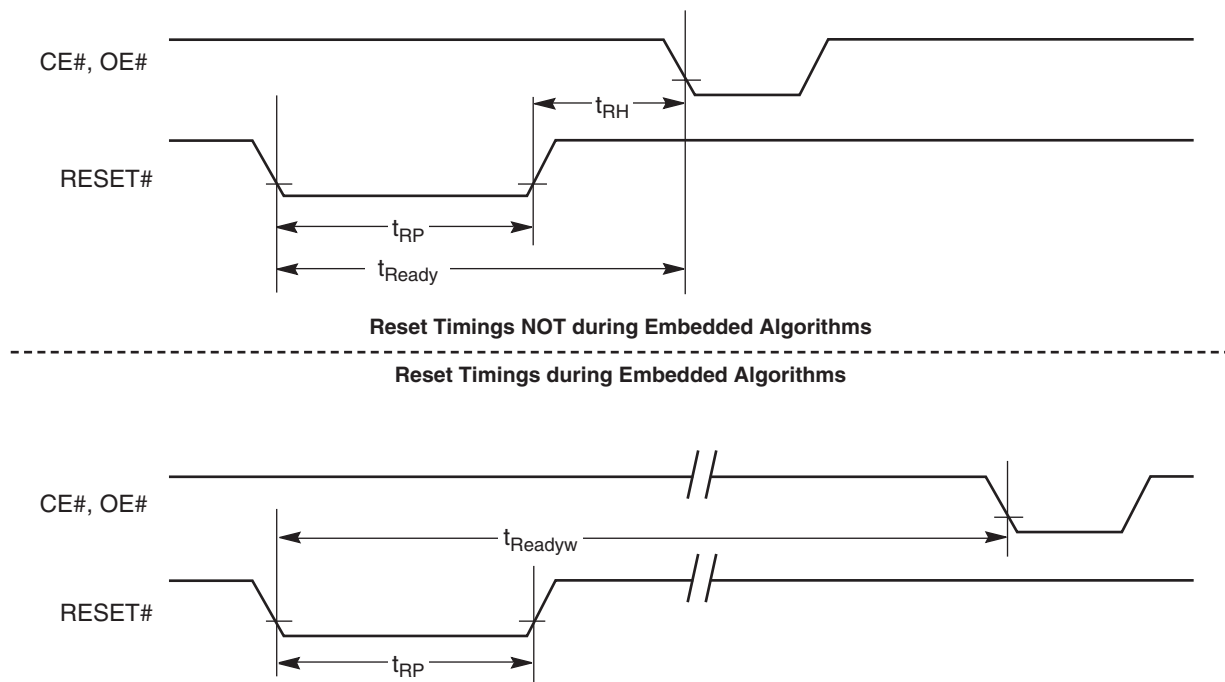 CE#, OE#
tRH
RESET#
tRP
tReady
Reset Timings NOT during Embedded Algorithms
Reset Timings during Embedded Algorithms
CE#, OE#
tReadyw
RESET#
tRP